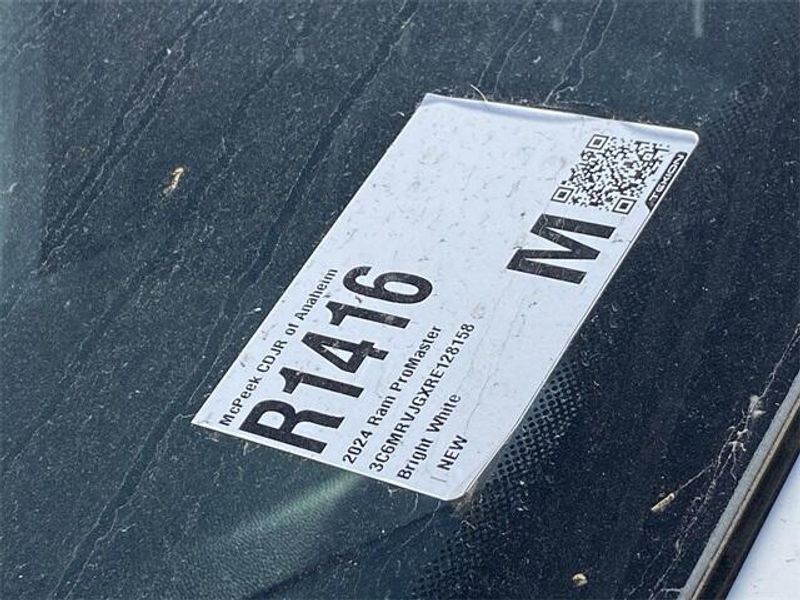 McPeek CDJR of Anaheim
R1416
2024 Ram ProMaster
3C6MRVJGXRE128158
Bright White
| NEW
M
TEKION